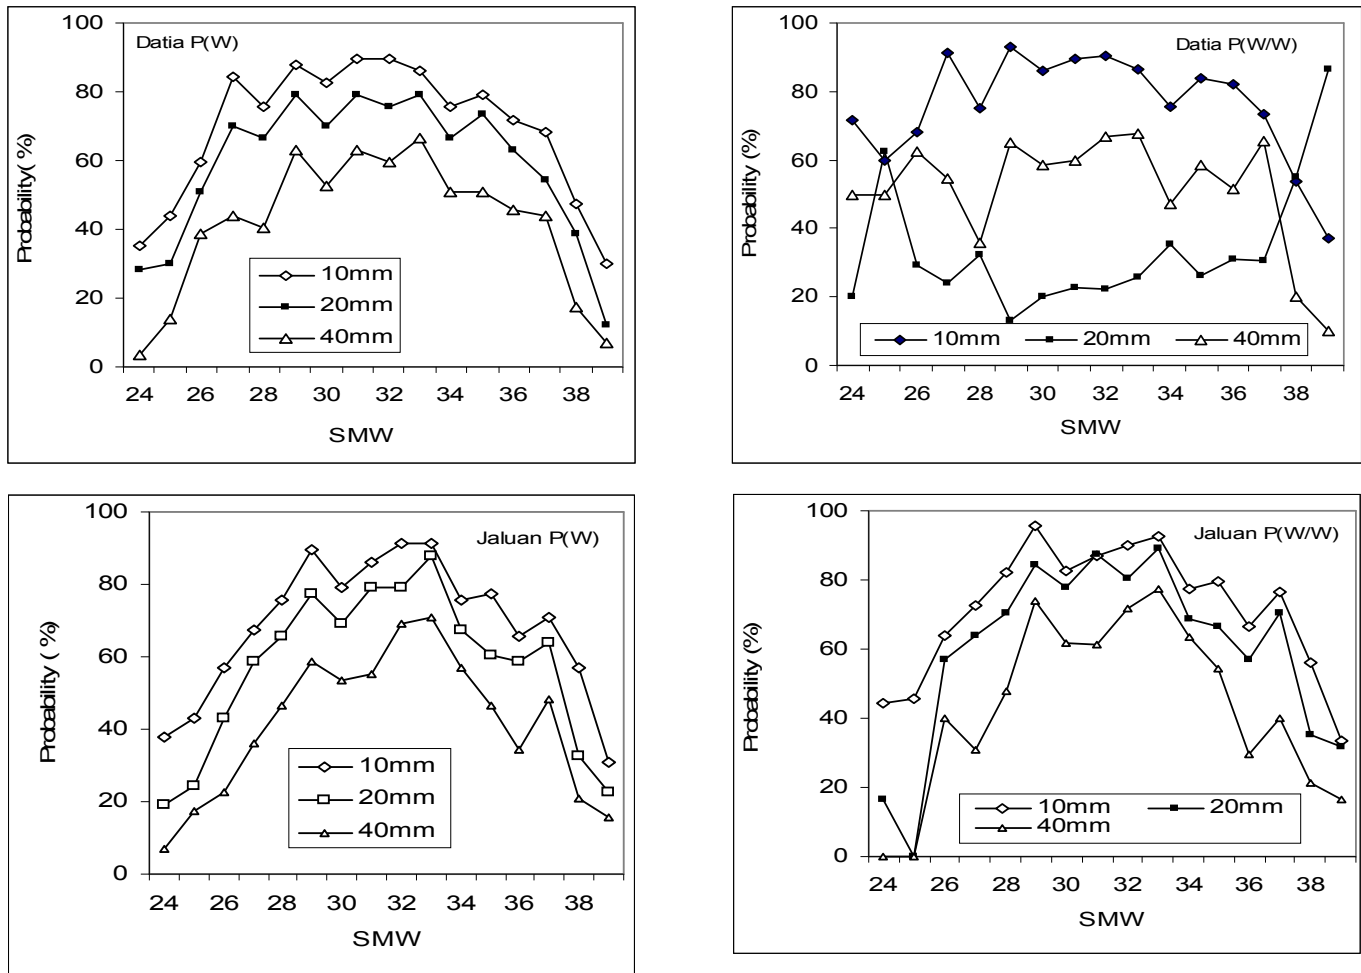 Datia P(W)
Probability( %)
100
80
60
40
20
0
10mm
20mm
40mm
24 26 28 30 32 34 36 38
SMW
Datia P(W/W)
Probability (%)
100
80
60
40
20
0
10mm 20mm 40mm
24 26 28 30 32 34 36 38
SMW
Jaluan P(W)
Probability ( %)
100
80
60
40
20
0
10mm
20mm
40mm
24 26 28 30 32 34 36 38
SMW
Jaluan P(W/W)
Probability (%)
100
80
60
40
20
0
10mm 20mm
40mm
24 26 28 30 32 34 36 38
SMW